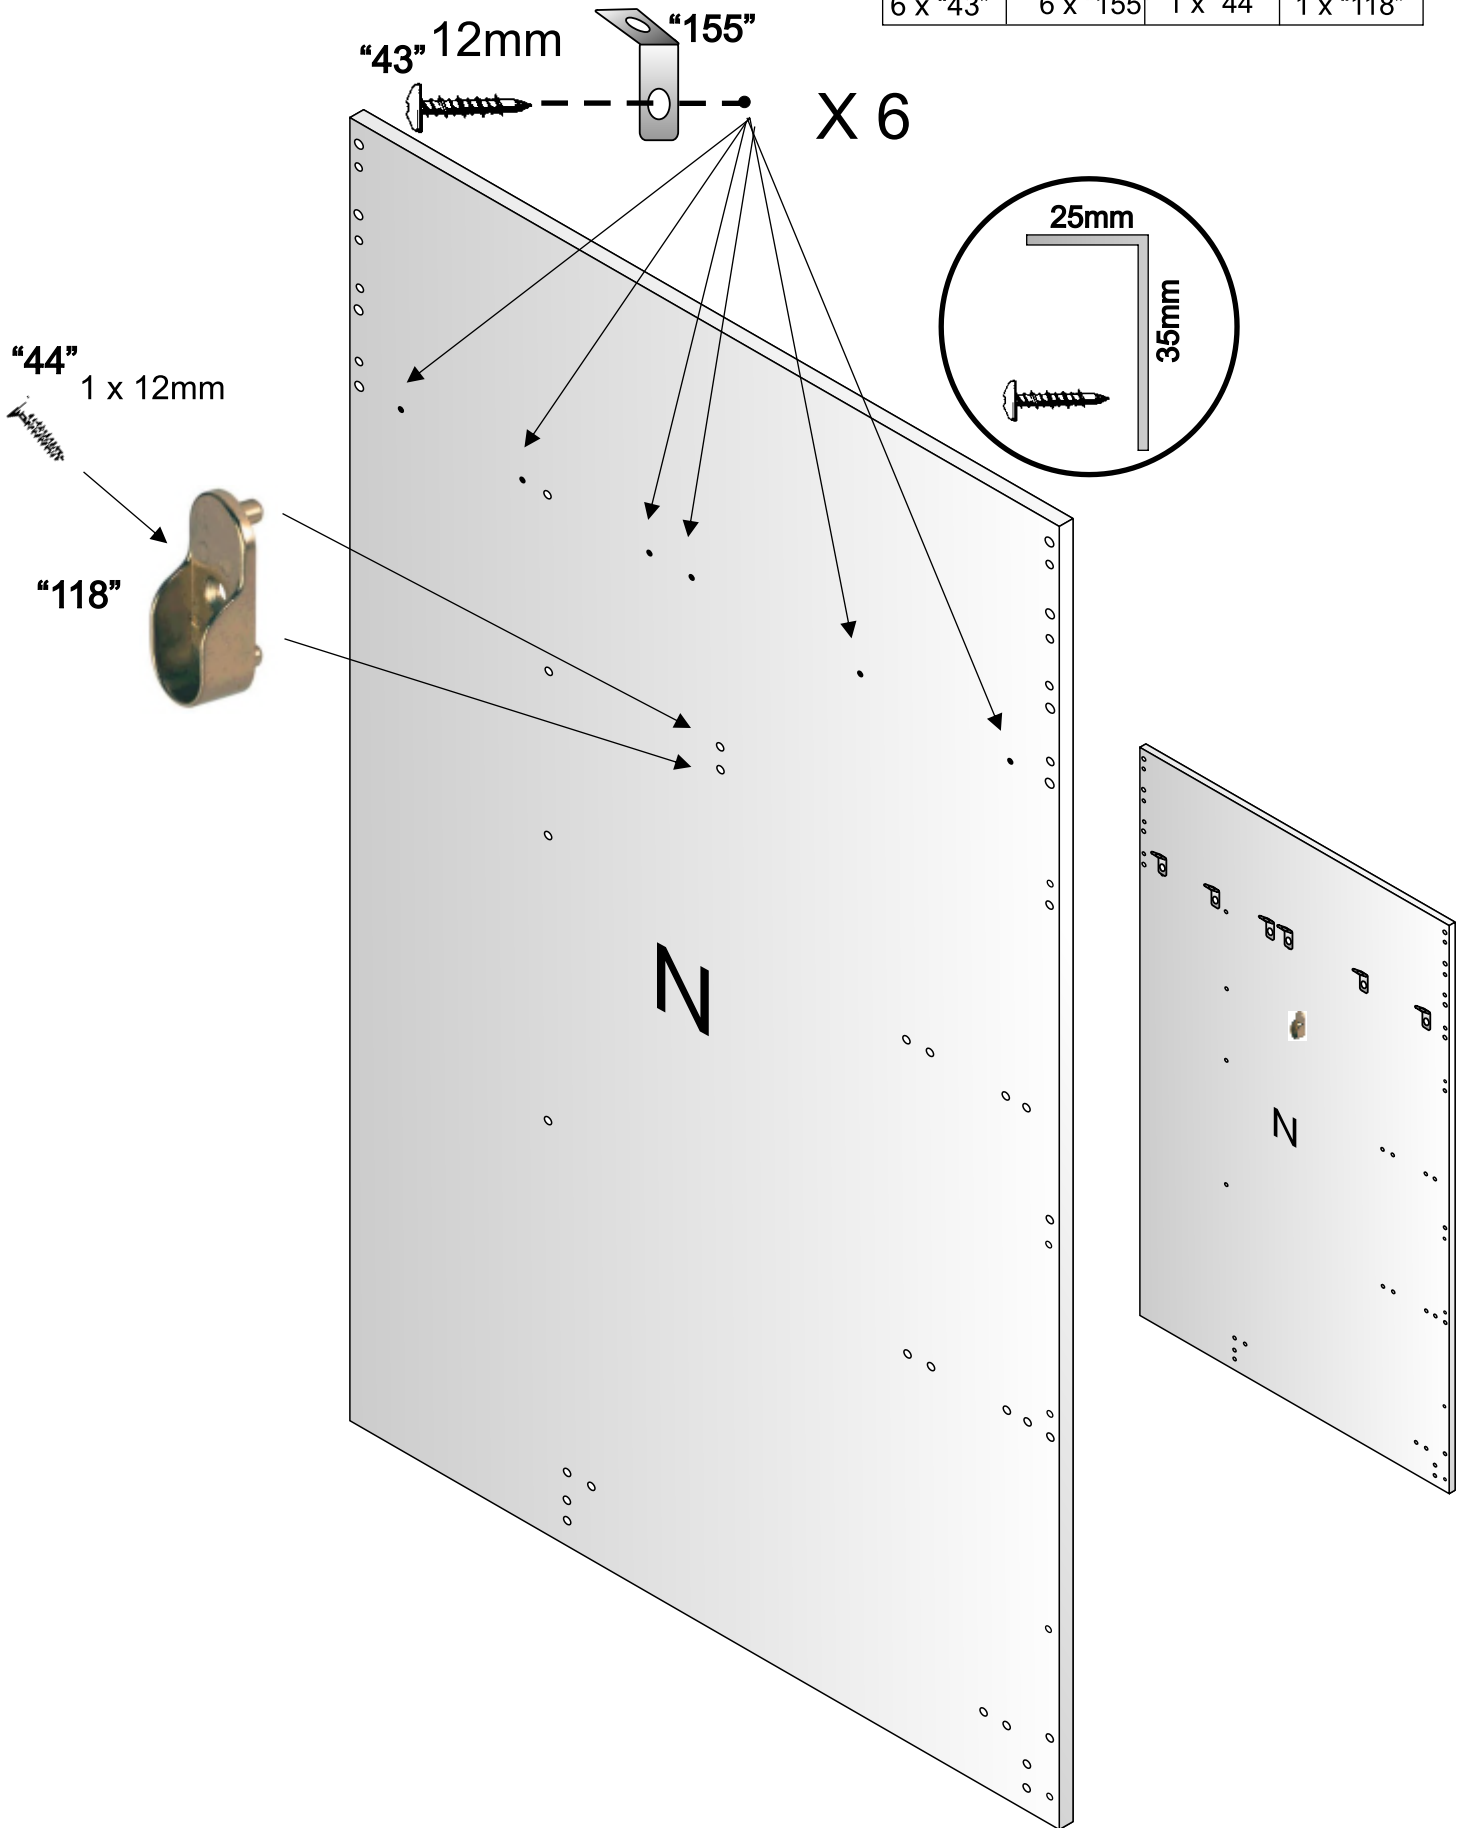 6 x “43” 6 x “155 1 x “44” 1 x “118”
“155”
“43” 12mm
X 6
25mm
35mm
“44”
1 x 12mm
“118”
N
N